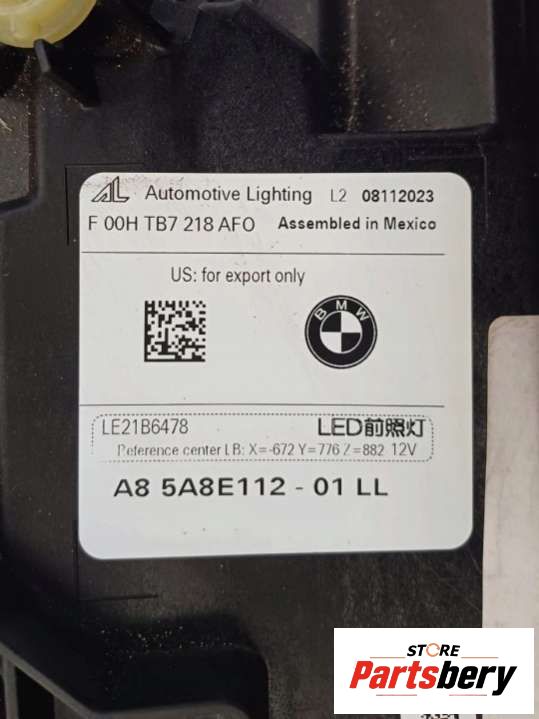 AL Automotive Lighting L2 08112023
F 00H TB7 218 AFO Assembled in Mexico
US: for export only
BMW
LE21B6478 LED前照灯
Reference center LB: X=-672 Y=776 Z=882 12V
A8 5A8E112 - 01 LL
STORE
Partsbery